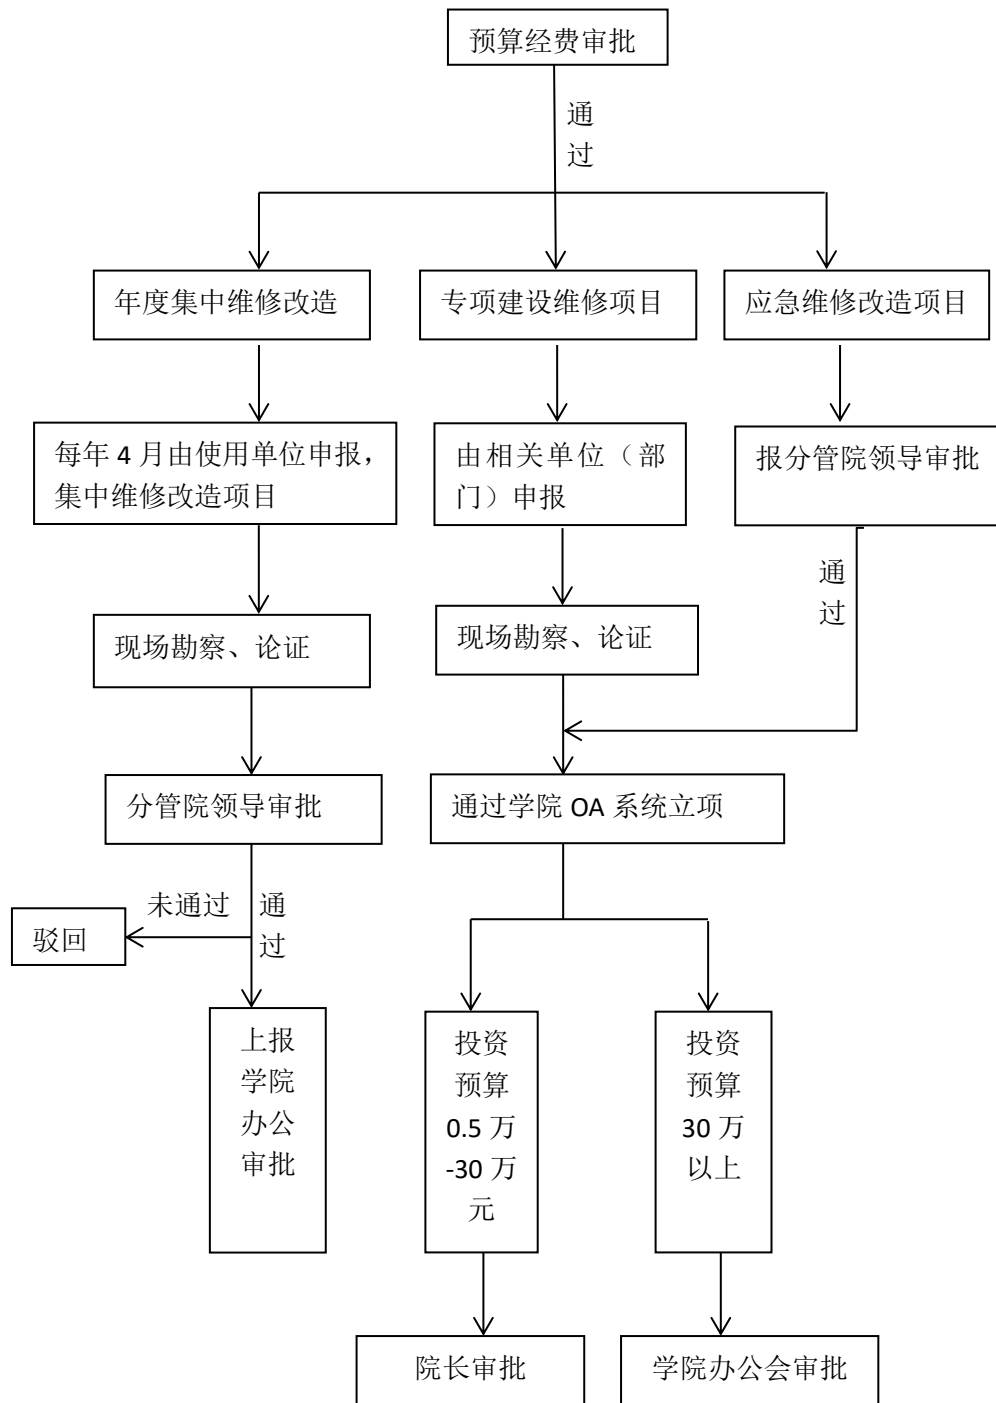 预算经费审批
通
过
年度集中维修改造
专项建设维修项目
应急维修改造项目
每年 4 月由使用单位申报，
集中维修改造项目
由相关单位（部
门）申报
报分管院领导审批
通
过
现场勘察、论证
现场勘察、论证
分管院领导审批
通过学院 OA 系统立项
未通过
通
过
驳回
上报
学院
办公
审批
投资
预算
0.5 万
-30 万
元
投资
预算
30 万
以上
院长审批
学院办公会审批